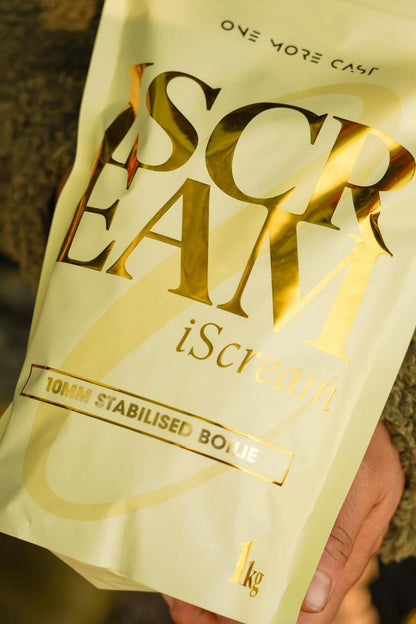 ONE MORE CAST
ISCR
EAM
iScream
10MM STABILISED BOILIE
1kg